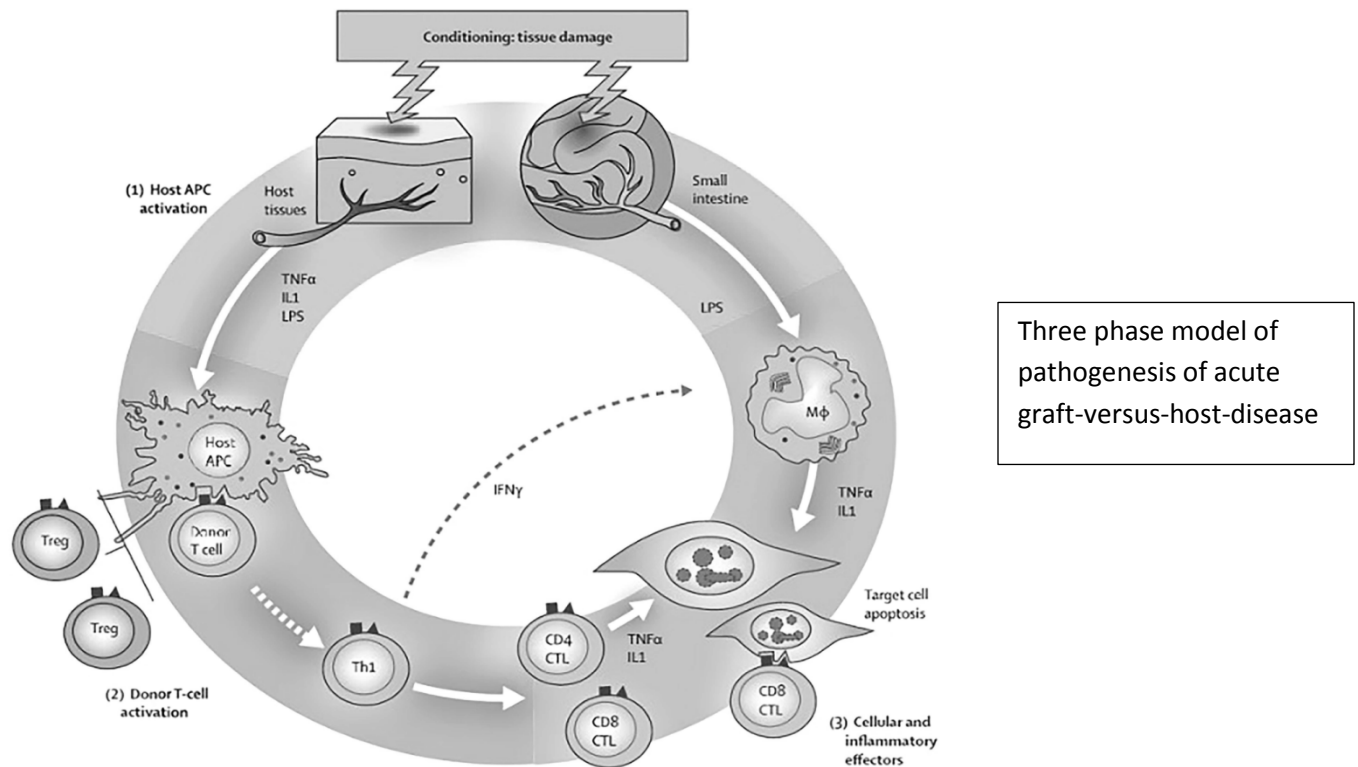 Conditioning: tissue damage
(1) Host APC
activation
Host
tissues
Small
intestine
TNFα
IL1
LPS
LPS
Mϕ
Host
APC
IFNγ
TNFα
IL1
Treg
Donor
T cell
Treg
Target cell
apoptosis
CD4
CTL
TNFα
IL1
Th1
(2) Donor T-cell
activation
CD8
CTL
CD8
CTL
(3) Cellular and
inflammatory
effectors
Three phase model of
pathogenesis of acute
graft-versus-host-disease